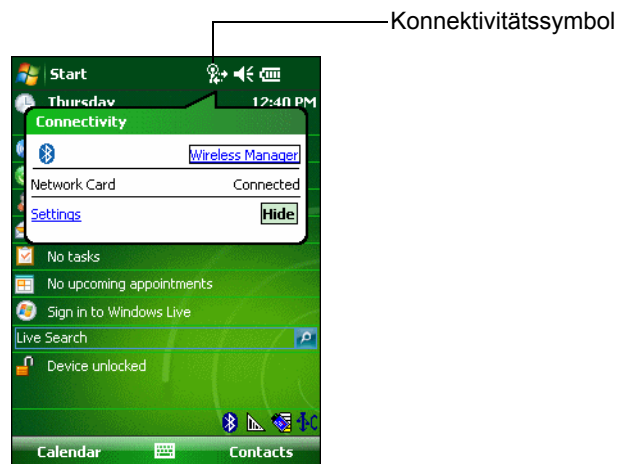 Konnektivitätssymbol
Start
Thursday 12:40 PM
Connectivity
Wireless Manager
Network Card Connected
Settings Hide
No tasks
No upcoming appointments
Sign in to Windows Live
Live Search
Device unlocked
Calendar Contacts